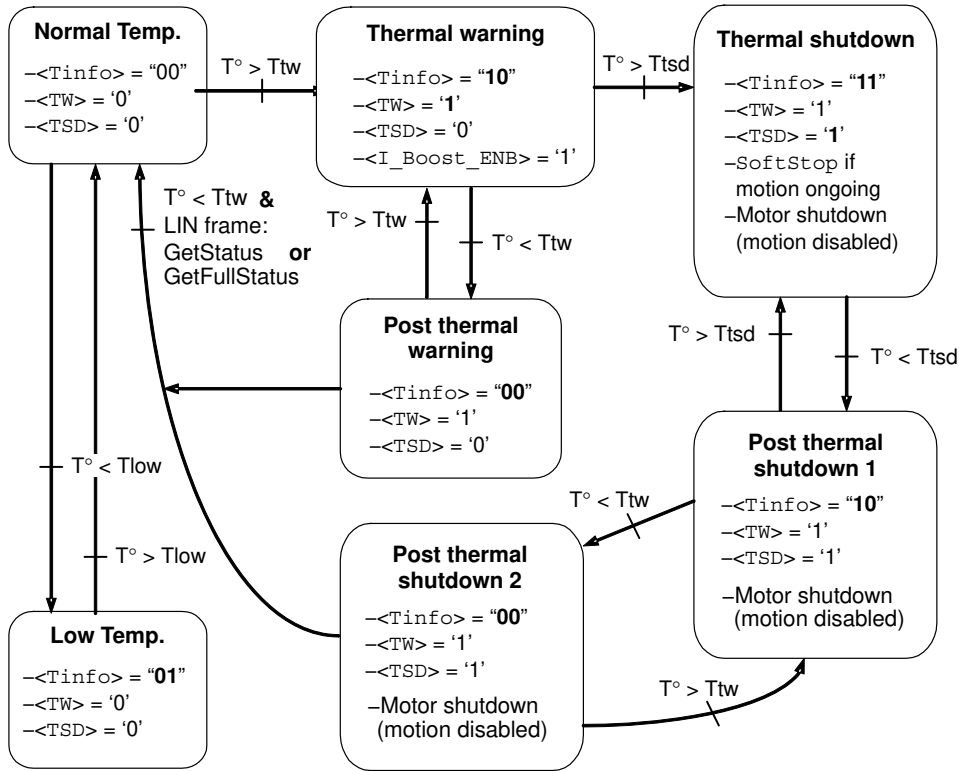 Normal Temp.
–<Tinfo> = “00”
–<TW> = ‘0’
–<TSD> = ‘0’
T° > Ttw
Thermal warning
–<Tinfo> = “10”
–<TW> = ‘1’
–<TSD> = ‘0’
–<I_Boost_ENB> = ‘1’
T° > Ttsd
Thermal shutdown
–<Tinfo> = “11”
–<TW> = ‘1’
–<TSD> = ‘1’
–SoftStop if
motion ongoing
–Motor shutdown
(motion disabled)
T° < Ttw &
LIN frame:
GetStatus or
GetFullStatus
T° > Ttw
T° < Ttw
Post thermal
warning
–<Tinfo> = “00”
–<TW> = ‘1’
–<TSD> = ‘0’
T° > Ttsd
T° < Ttsd
Post thermal
shutdown 1
–<Tinfo> = “10”
–<TW> = ‘1’
–<TSD> = ‘1’
–Motor shutdown
(motion disabled)
T° < Ttw
Post thermal
shutdown 2
–<Tinfo> = “00”
–<TW> = ‘1’
–<TSD> = ‘1’
–Motor shutdown
(motion disabled)
T° > Ttw
T° < Tlow
T° > Tlow
Low Temp.
–<Tinfo> = “01”
–<TW> = ‘0’
–<TSD> = ‘0’